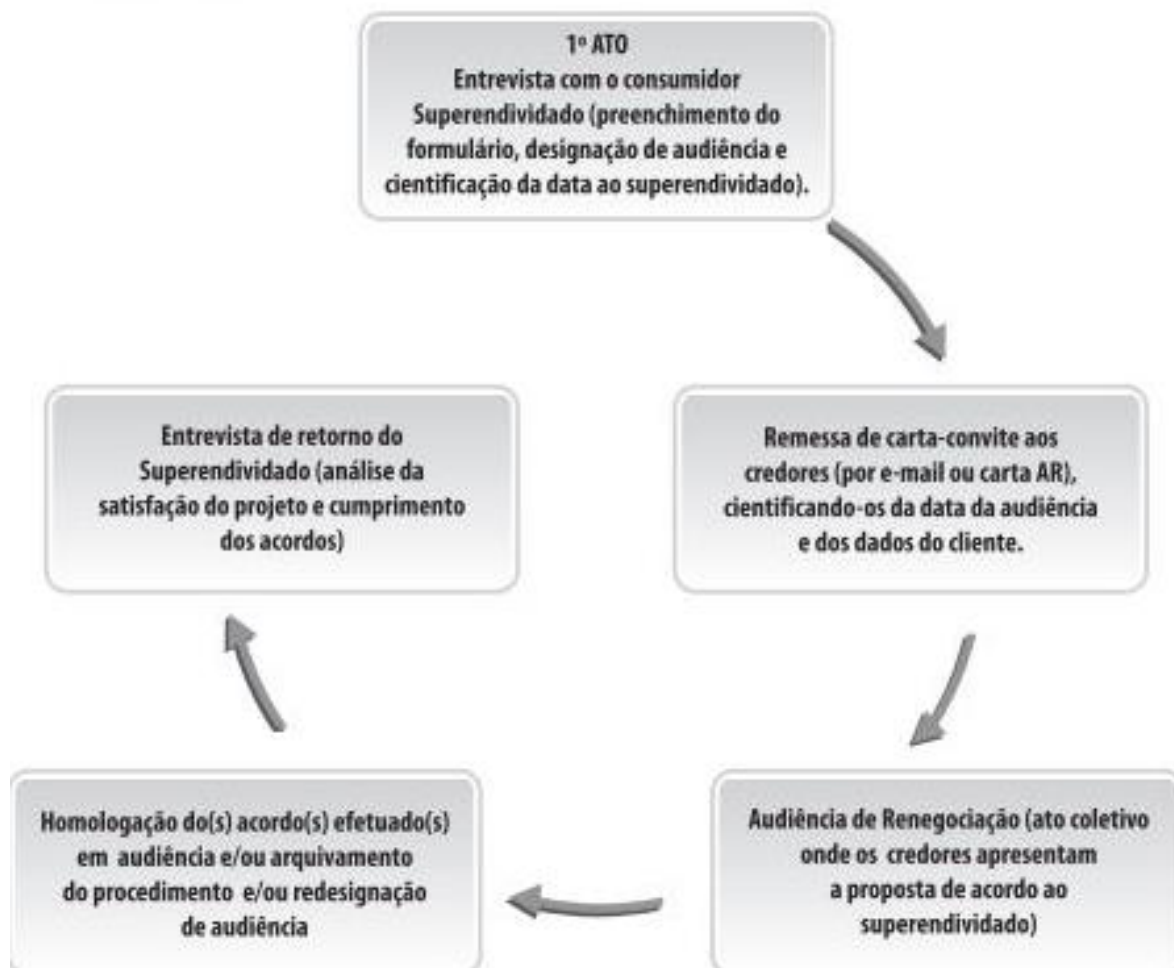 1º ATO
Entrevista com o consumidor
Superendividado (preenchimento do
formulário, designação de audiência e
cientificação da data ao superendividado).
Remessa de carta-convite aos
credores (por e-mail ou carta AR),
cientificando-os da data da audiência
e dos dados do cliente.
Audiência de Renegociação (ato coletivo
onde os credores apresentam
a proposta de acordo ao
superendividado)
Homologação do(s) acordo(s) efetuado(s)
em audiência e/ou arquivamento
do procedimento e/ou redesignação
de audiência
Entrevista de retorno do
Superendividado (análise da
satisfação do projeto e cumprimento
dos acordos)